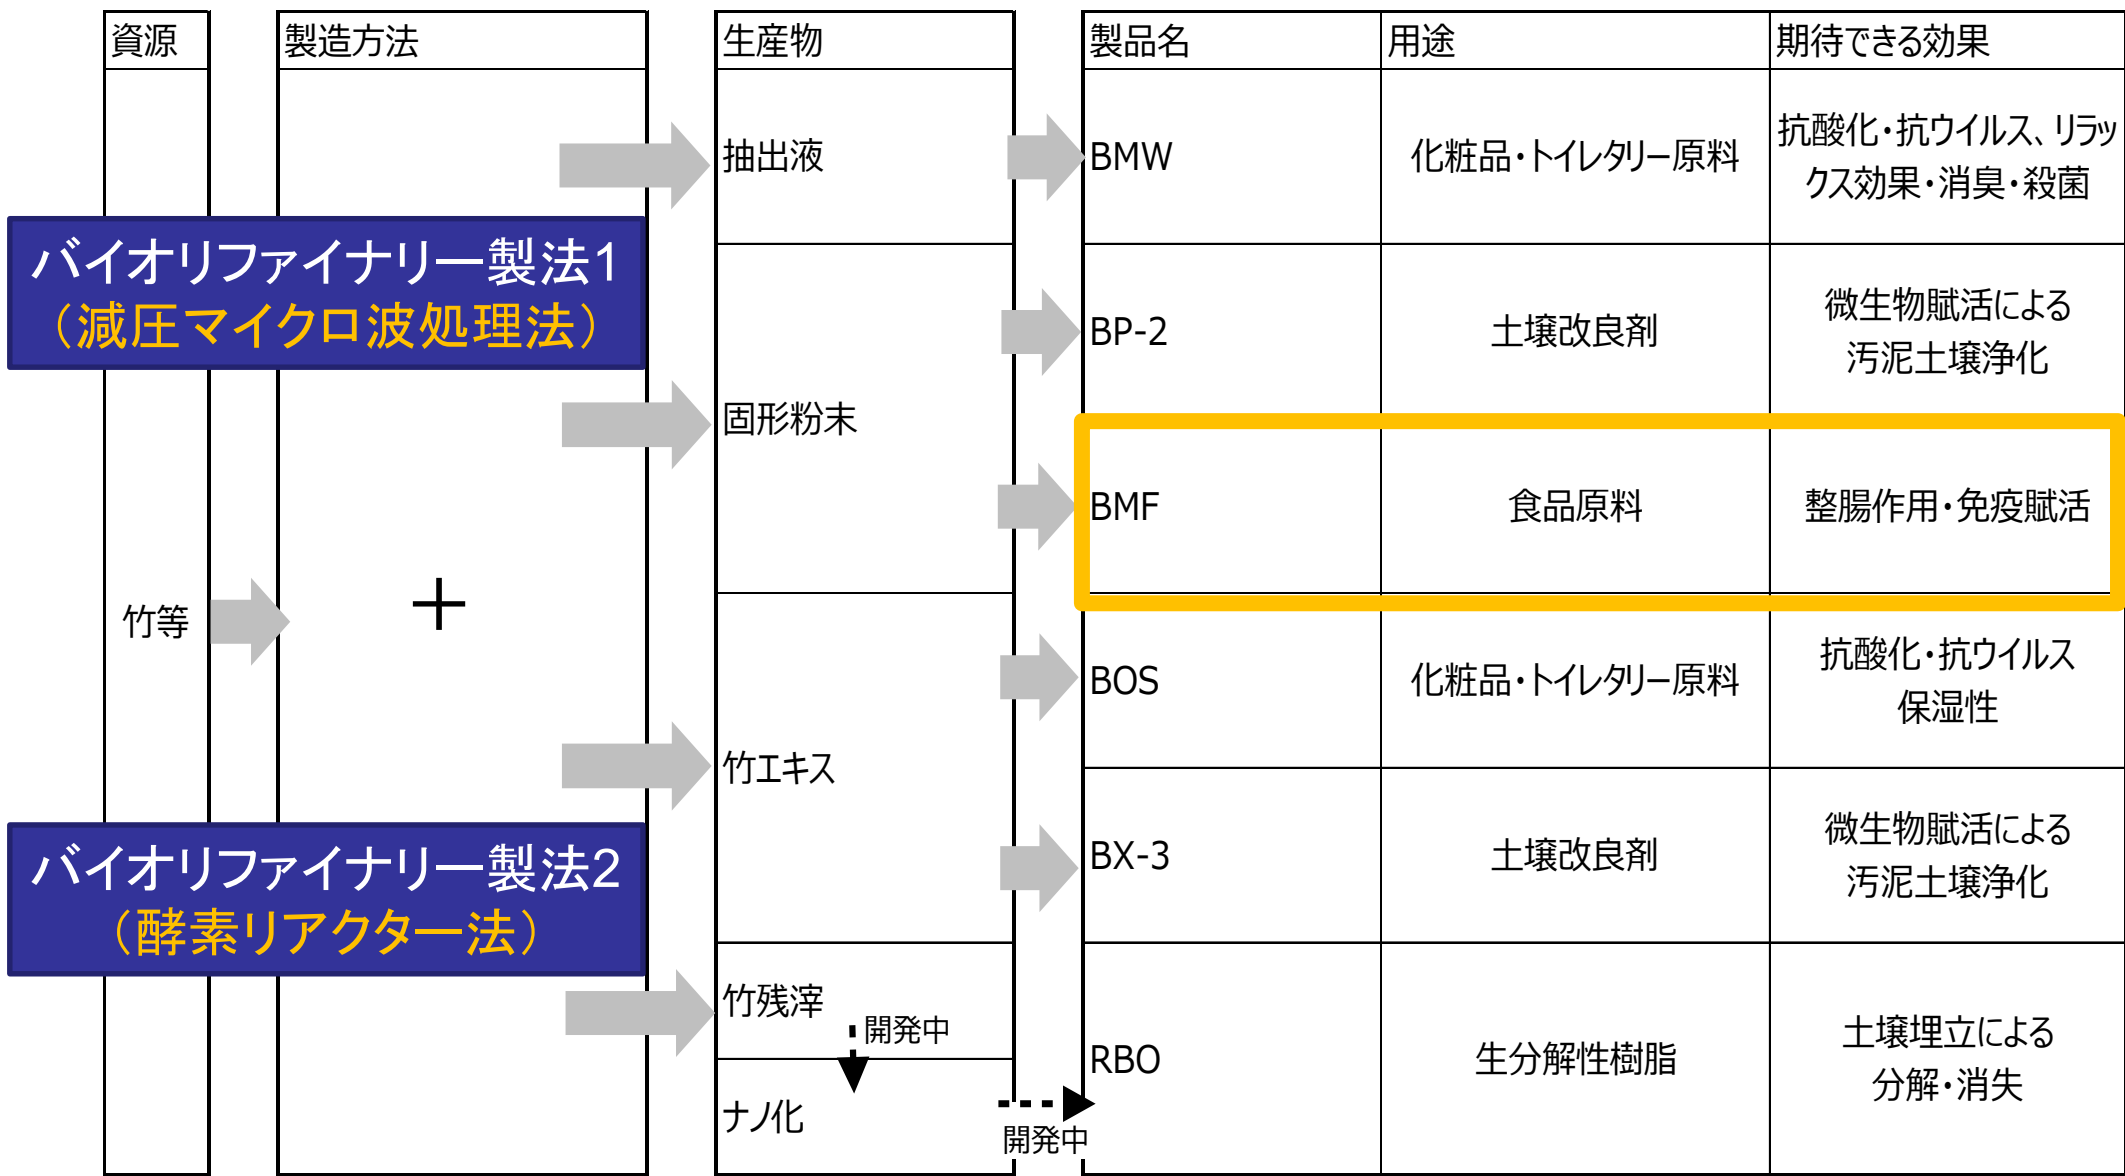 資源
製造方法
生産物
製品名
用途
期待できる効果
抽出液
BMW
化粧品・トイレタリー原料
抗酸化・抗ウイルス、リラッ
クス効果・消臭・殺菌
バイオリファイナリー製法1
（減圧マイクロ波処理法）
固形粉末
BP-2
土壌改良剤
微生物賦活による
汚泥土壌浄化
BMF
食品原料
整腸作用・免疫賦活
竹等
＋
竹エキス
BOS
化粧品・トイレタリー原料
抗酸化・抗ウイルス
保湿性
BX-3
土壌改良剤
微生物賦活による
汚泥土壌浄化
バイオリファイナリー製法2
（酵素リアクター法）
竹残滓
開発中
ナノ化
開発中
RBO
生分解性樹脂
土壌埋立による
分解・消失